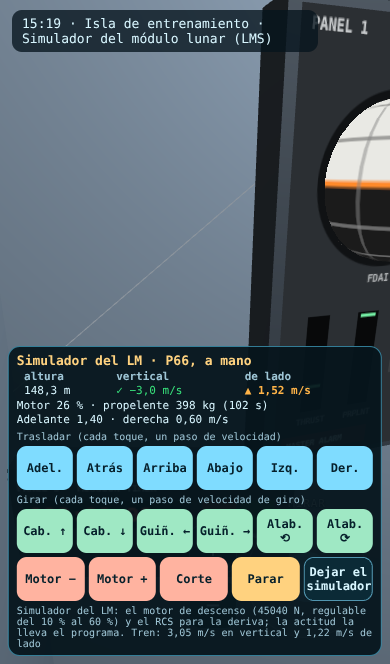 15:19 · Isla de entrenamiento ·
Simulador del módulo lunar (LMS)
PANEL 1
FDAI
Simulador del LM · P66, a mano
altura vertical de lado
148,3 m ✓ −3,0 m/s ▲ 1,52 m/s
Motor 26 % · propelente 398 kg (102 s)
Adelante 1,40 · derecha 0,60 m/s
Trasladar (cada toque, un paso de velocidad)
Adel. Atrás Arriba Abajo Izq. Der.
Girar (cada toque, un paso de velocidad de giro)
Cab. ↑ Cab. ↓ Guiñ. ← Guiñ. → Alab. ⟲ Alab. ⟳
Motor − Motor + Corte Parar Dejar el simulador
Simulador del LM: el motor de descenso (45040 N, regulable
del 10 % al 60 %) y el RCS para la deriva; la actitud la
lleva el programa. Tren: 3,05 m/s en vertical y 1,22 m/s de
lado